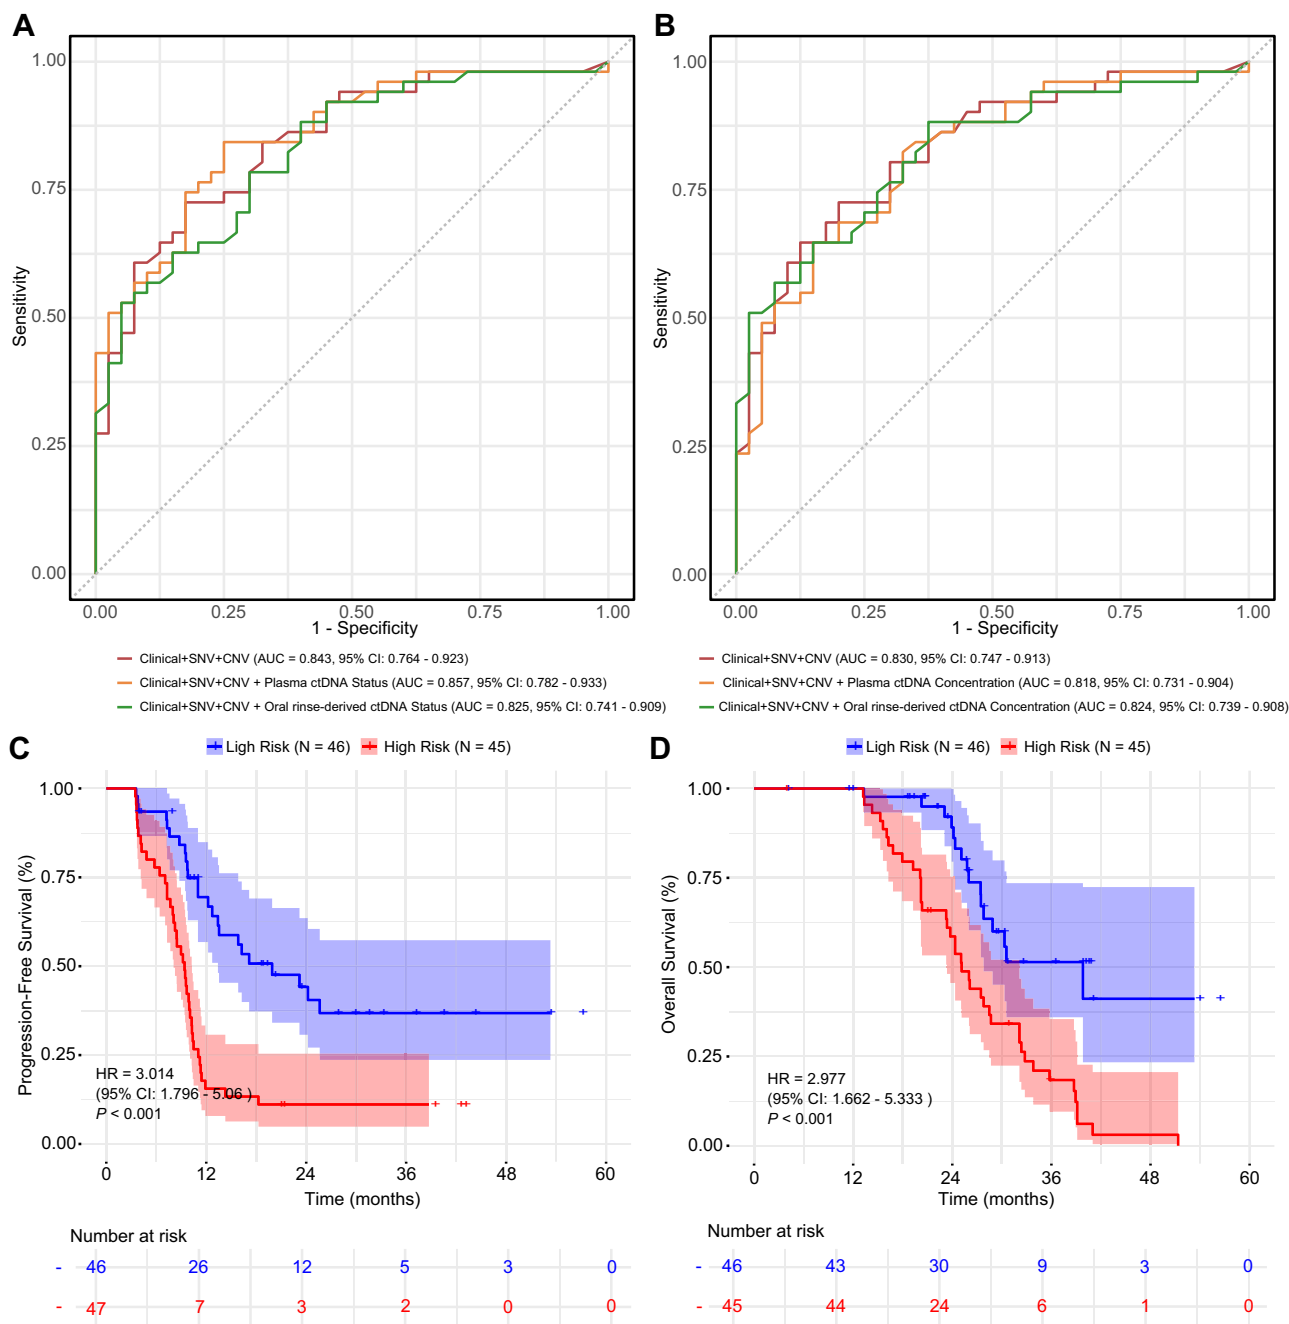 A
1.00
0.75
0.50
0.25
0.00
Sensitivity
0.00 0.25 0.50 0.75 1.00
1 - Specificity
Clinical+SNV+CNV (AUC = 0.843, 95% CI: 0.764 - 0.923)
Clinical+SNV+CNV + Plasma ctDNA Status (AUC = 0.857, 95% CI: 0.782 - 0.933)
Clinical+SNV+CNV + Oral rinse-derived ctDNA Status (AUC = 0.825, 95% CI: 0.741 - 0.909)
B
1.00
0.75
0.50
0.25
0.00
Sensitivity
0.00 0.25 0.50 0.75 1.00
1 - Specificity
Clinical+SNV+CNV (AUC = 0.830, 95% CI: 0.747 - 0.913)
Clinical+SNV+CNV + Plasma ctDNA Concentration (AUC = 0.818, 95% CI: 0.731 - 0.904)
Clinical+SNV+CNV + Oral rinse-derived ctDNA Concentration (AUC = 0.824, 95% CI: 0.739 - 0.908)
C
Ligh Risk (N = 46) High Risk (N = 45)
1.00
0.75
0.50
0.25
0.00
Progression-Free Survival (%)
HR = 3.014
(95% CI: 1.796 - 5.06 )
P < 0.001
0 12 24 36 48 60
Time (months)
Number at risk
- 46 26 12 5 3 0
- 47 7 3 2 0 0
D
Ligh Risk (N = 46) High Risk (N = 45)
1.00
0.75
0.50
0.25
0.00
Overall Survival (%)
HR = 2.977
(95% CI: 1.662 - 5.333 )
P < 0.001
0 12 24 36 48 60
Time (months)
Number at risk
- 46 43 30 9 3 0
- 45 44 24 6 1 0